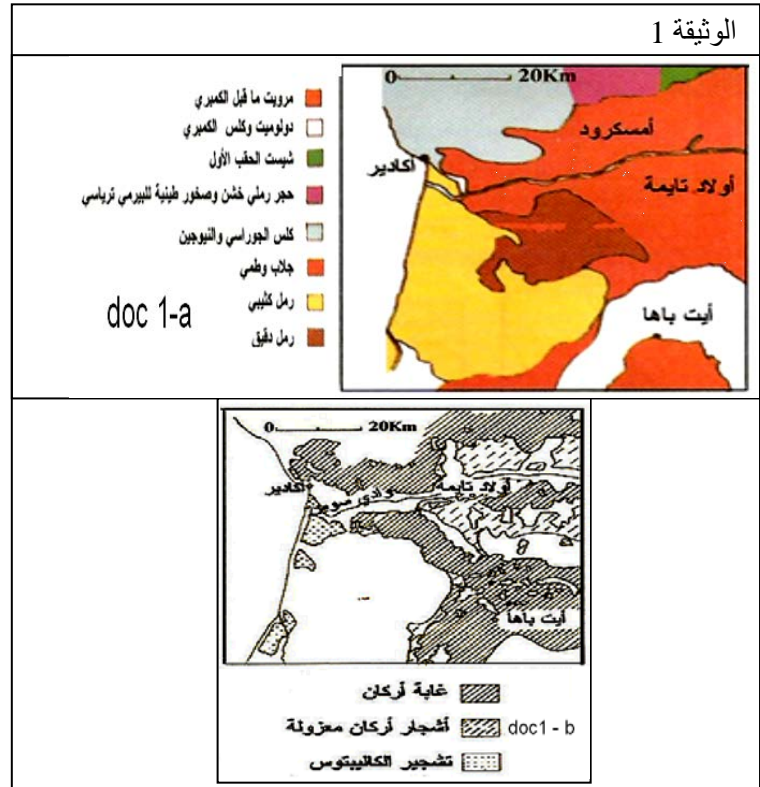 الوثيقة 1
مرويت ما قبل الكمبري
دولوميت وكلس الكمبري
شيست الحقب الأول
حجر رملي خشن وصخور طينية للبيرمي ترياسي
كلس الجوراسي والنيوجين
جلاب وطمي
رمل كثيبي
رمل دقيق
doc 1-a
0 20Km
أمسكرود
أكادير
أولاد تايمة
أيت باها
0 20Km
أكادير
وادي سوس
أولاد تايمة
أيت باها
غابة أركان
أشجار أركان معزولة
doc1 - b
تشجير الكاليبتوس